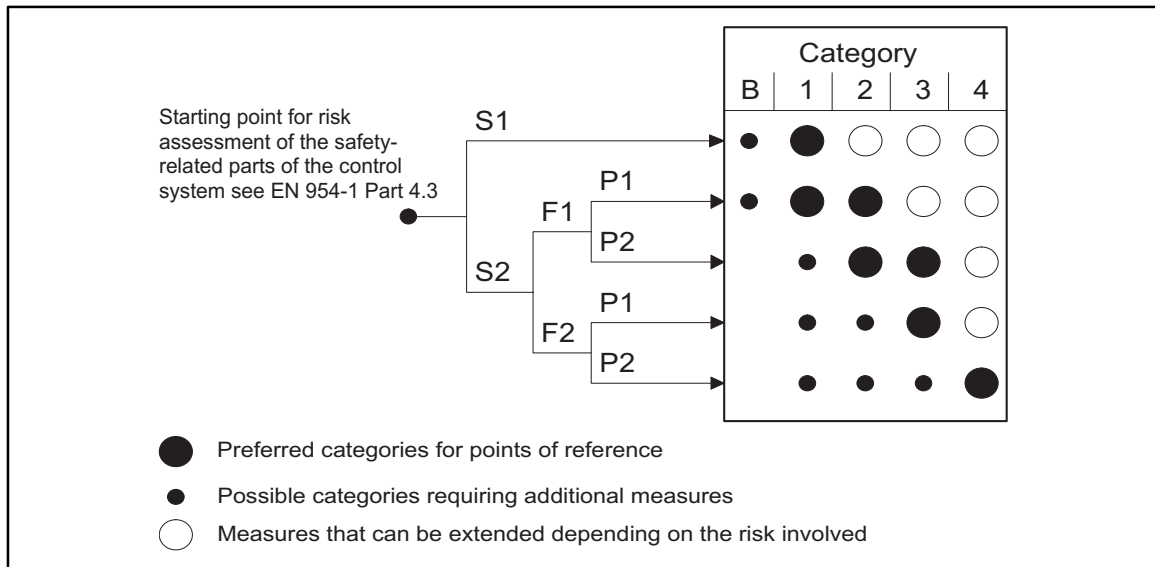 Category
B 1 2 3 4
Starting point for risk
assessment of the safety-
related parts of the control
system see EN 954-1 Part 4.3
S1
P1
F1
P2
S2
P1
F2
P2
Preferred categories for points of reference
Possible categories requiring additional measures
Measures that can be extended depending on the risk involved